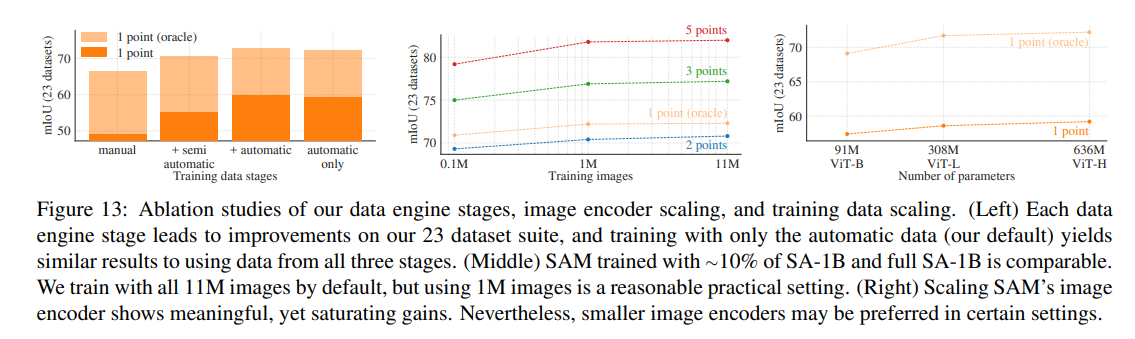 mIoU (23 datasets)
1 point (oracle)
1 point
70
60
50
manual
+ semi
automatic
+ automatic
automatic
only
Training data stages
mIoU (23 datasets)
80
75
70
5 points
3 points
1 point (oracle)
2 points
0.1M
1M
11M
Training images
mIoU (23 datasets)
70
65
60
1 point (oracle)
1 point
91M
ViT-B
308M
ViT-L
636M
ViT-H
Number of parameters
Figure 13: Ablation studies of our data engine stages, image encoder scaling, and training data scaling. (Left) Each data
engine stage leads to improvements on our 23 dataset suite, and training with only the automatic data (our default) yields
similar results to using data from all three stages. (Middle) SAM trained with ∼10% of SA-1B and full SA-1B is comparable.
We train with all 11M images by default, but using 1M images is a reasonable practical setting. (Right) Scaling SAM's image
encoder shows meaningful, yet saturating gains. Nevertheless, smaller image encoders may be preferred in certain settings.